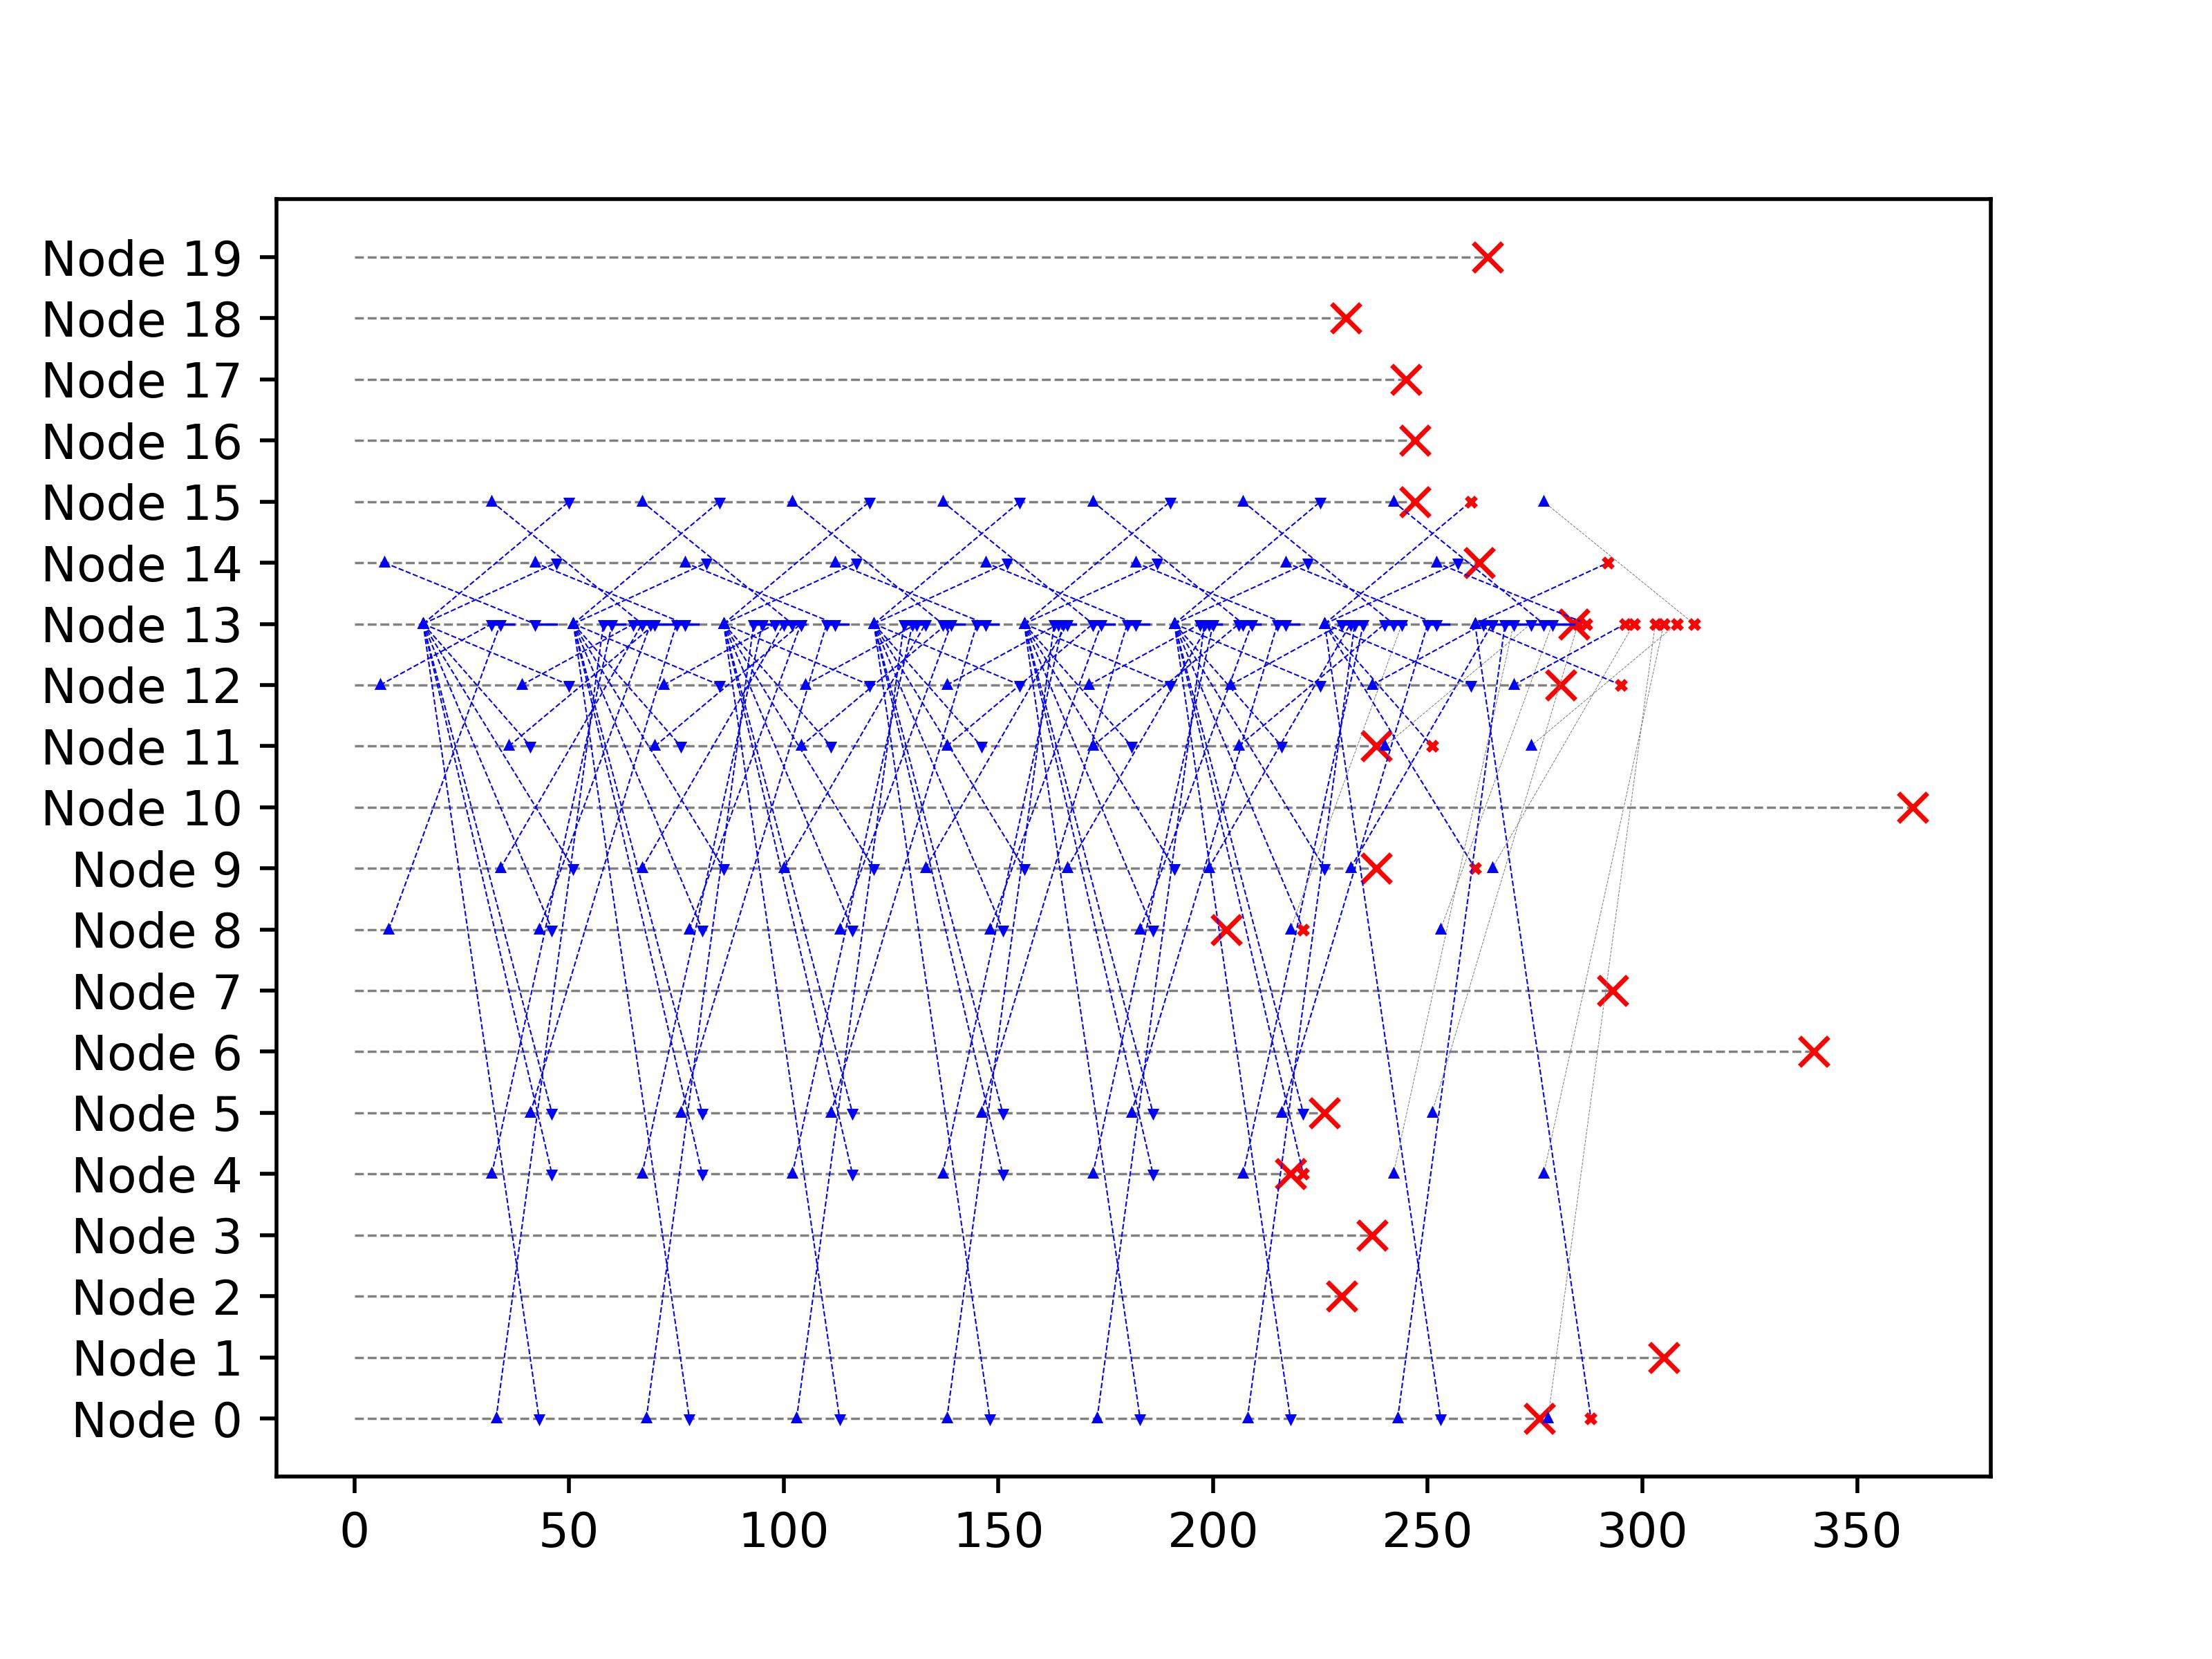 Node 19
Node 18
Node 17
Node 16
Node 15
Node 14
Node 13
Node 12
Node 11
Node 10
Node 9
Node 8
Node 7
Node 6
Node 5
Node 4
Node 3
Node 2
Node 1
Node 0
0 50 100 150 200 250 300 350